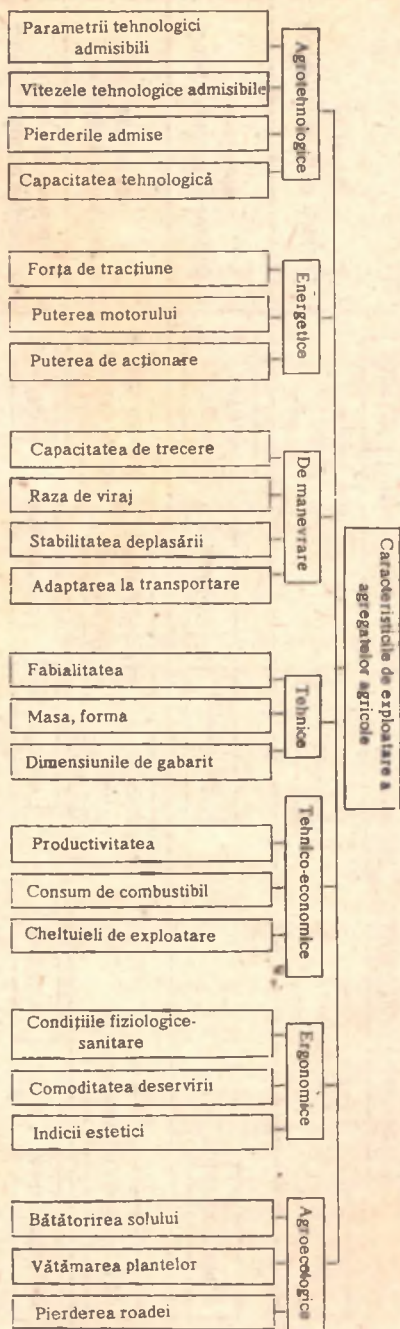 Caracteristicile de exploatare a
agregatelor agricole
Agrotehnologice
Parametrii tehnologici
admisibili
Vitezele tehnologice admisibile
Pierderile admise
Capacitatea tehnologică
Energetice
Forța de tracțiune
Puterea motorului
Puterea de acționare
De manevrare
Capacitatea de trecere
Raza de viraj
Stabilitatea deplasării
Adaptarea la transportare
Tehnice
Fabialitatea
Masa, forma
Dimensiunile de gabarit
Tehnico-economice
Productivitatea
Consum de combustibil
Cheltuieli de exploatare
Ergonomice
Condițiile fiziologice-
sanitare
Comoditatea deservirii
Indicii estetici
Agroecologice
Bătătorirea solului
Vătămarea plantelor
Pierderea roadei